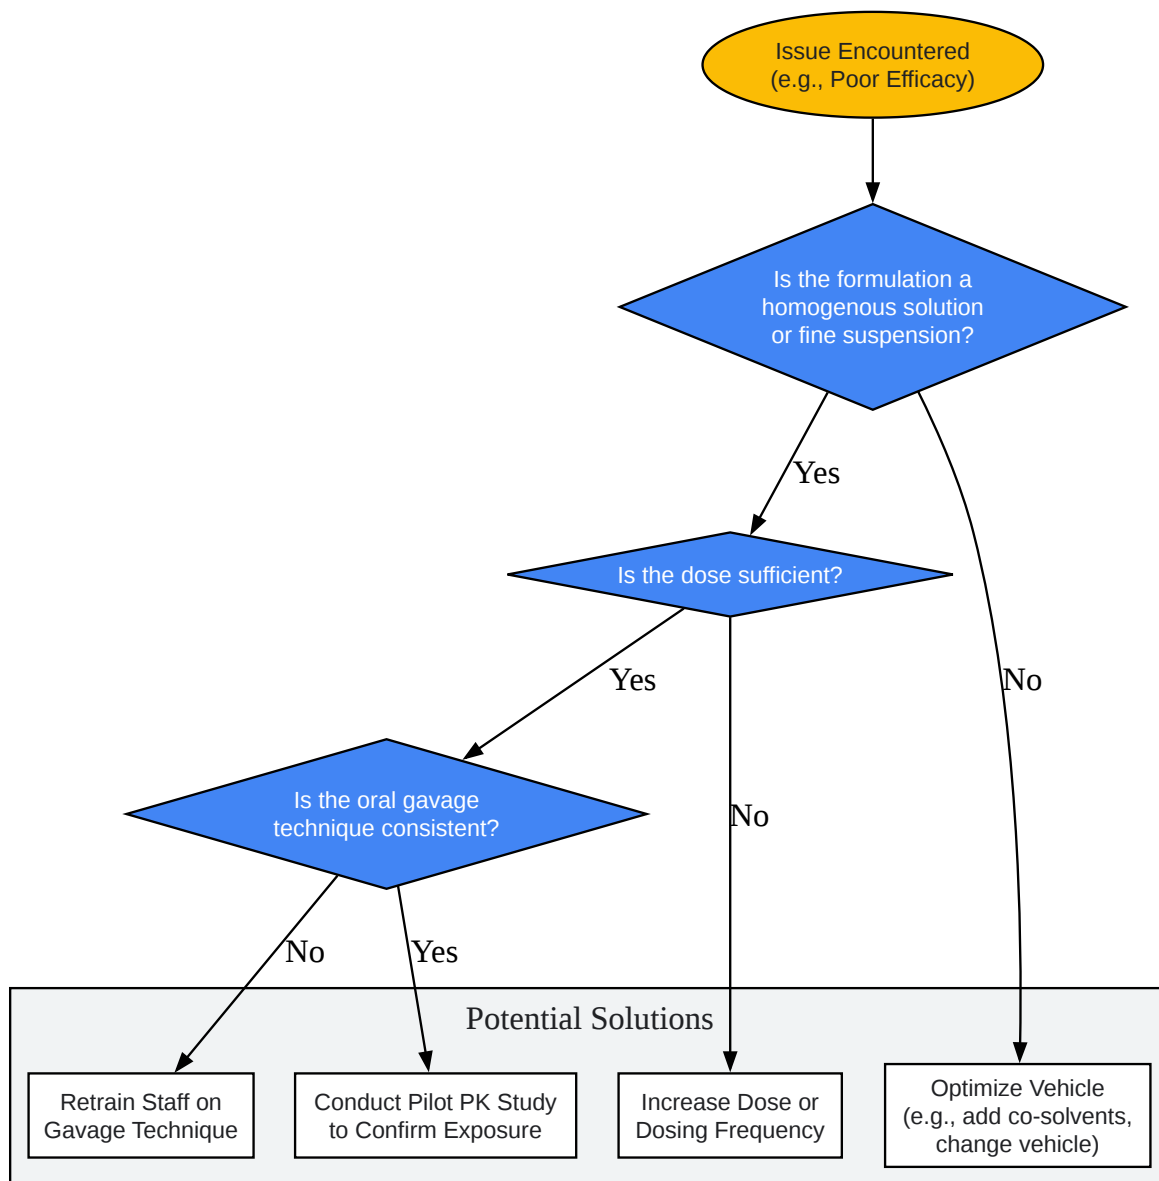 Issue Encountered
(e.g., Poor Efficacy)
Is the formulation a
homogenous solution
or fine suspension?
Yes
Is the dose sufficient?
Yes
No
Is the oral gavage
technique consistent?
No
No
Yes
Potential Solutions
Retrain Staff on
Gavage Technique
Conduct Pilot PK Study
to Confirm Exposure
Increase Dose or
Dosing Frequency
Optimize Vehicle
(e.g., add co-solvents,
change vehicle)